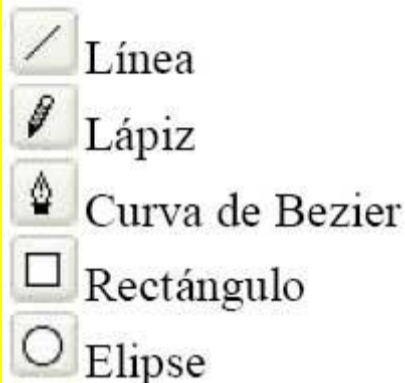 Línea
Lápiz
Curva de Bezier
Rectángulo
Elipse